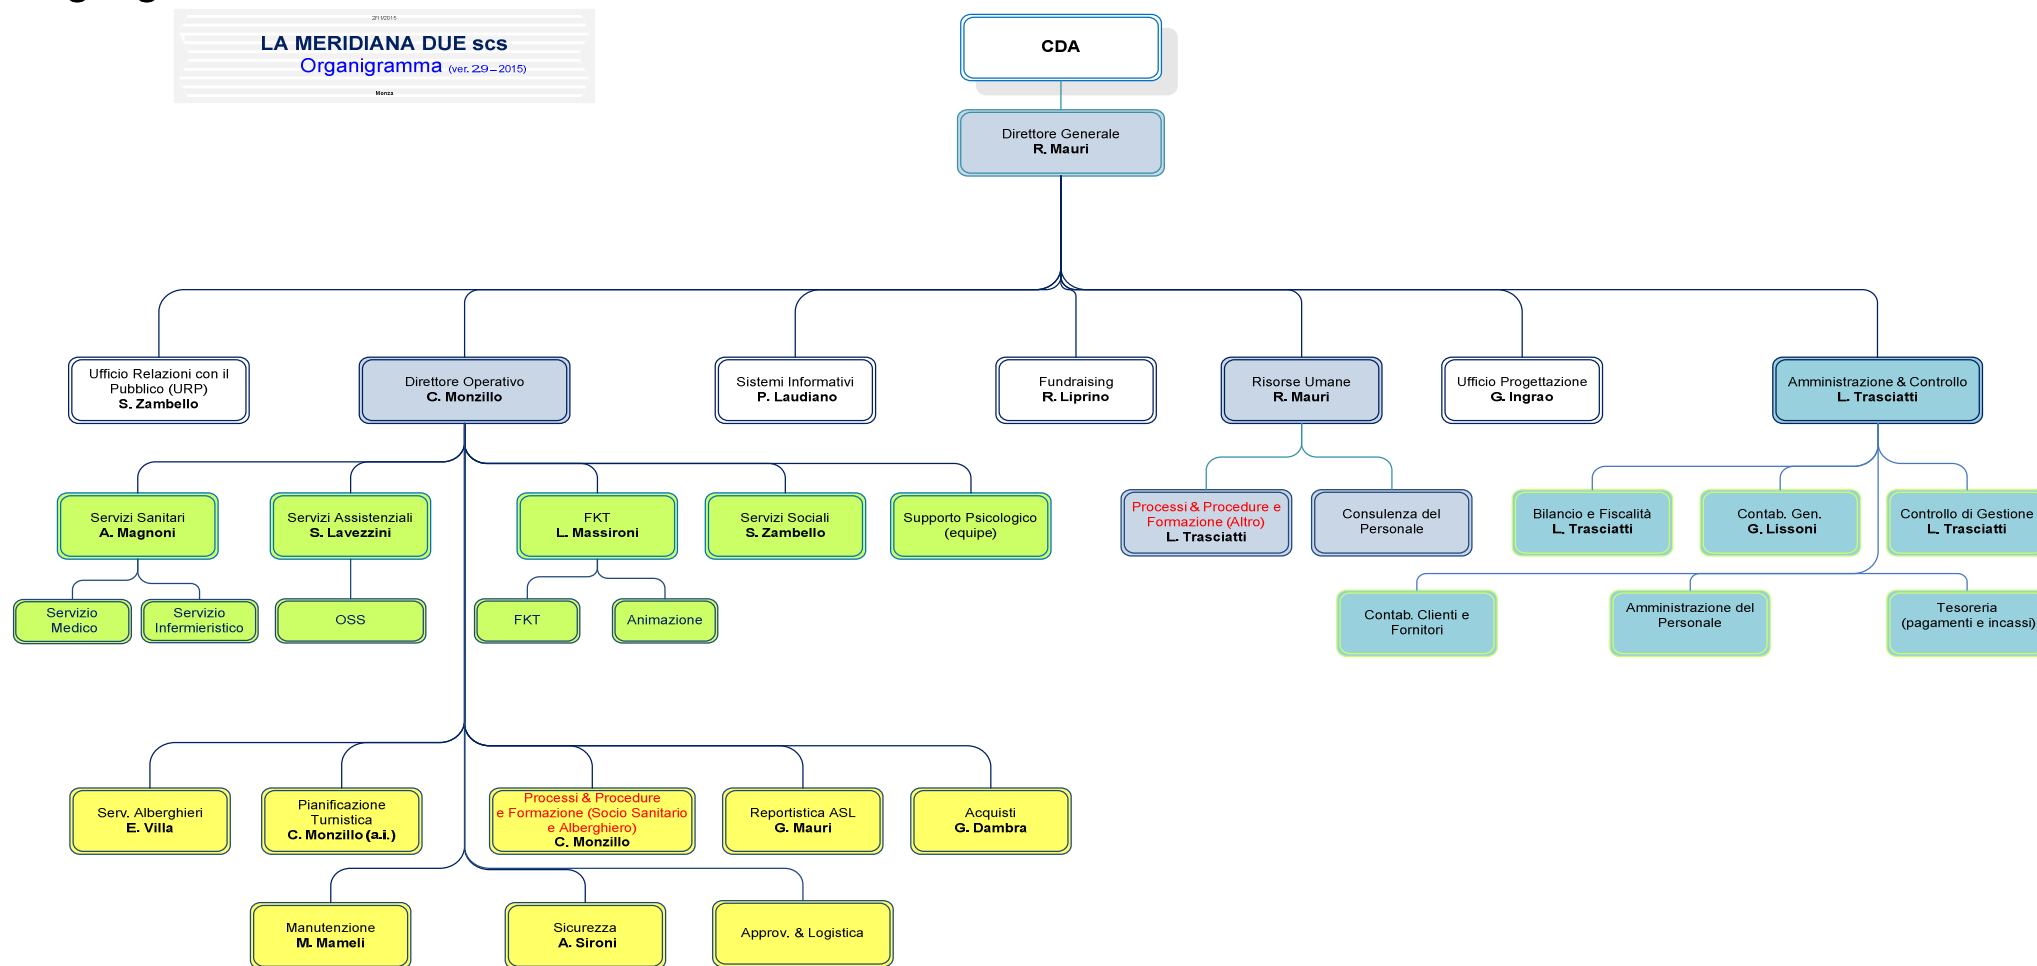 LA MERIDIANA DUE scs
Organigramma (ver. 2.9 – 2015)
Monza
CDA
Direttore Generale
R. Mauri
Ufficio Relazioni con il
Pubblico (URP)
S. Zambello
Direttore Operativo
C. Monzillo
Sistemi Informativi
P. Laudiano
Fundraising
R. Liprino
Risorse Umane
R. Mauri
Ufficio Progettazione
G. Ingrao
Amministrazione & Controllo
L. Trasciatti
Servizi Sanitari
A. Magnoni
Servizi Assistenziali
S. Lavezzini
FKT
L. Massironi
Servizi Sociali
S. Zambello
Supporto Psicologico
(equipe)
Processi & Procedure e
Formazione (Altro)
L. Trasciatti
Consulenza del
Personale
Bilancio e Fiscalità
L. Trasciatti
Contab. Gen.
G. Lissoni
Controllo di Gestione
L. Trasciatti
Servizio
Medico
Servizio
Infermieristico
OSS
FKT
Animazione
Contab. Clienti e
Fornitori
Amministrazione del
Personale
Tesoreria
(pagamenti e incassi)
Serv. Alberghieri
E. Villa
Pianificazione
Turnistica
C. Monzillo (a.i.)
Processi & Procedure
e Formazione (Socio Sanitario
e Alberghiero)
C. Monzillo
Reportistica ASL
G. Mauri
Acquisti
G. Dambra
Manutenzione
M. Mameli
Sicurezza
A. Sironi
Approv. & Logistica